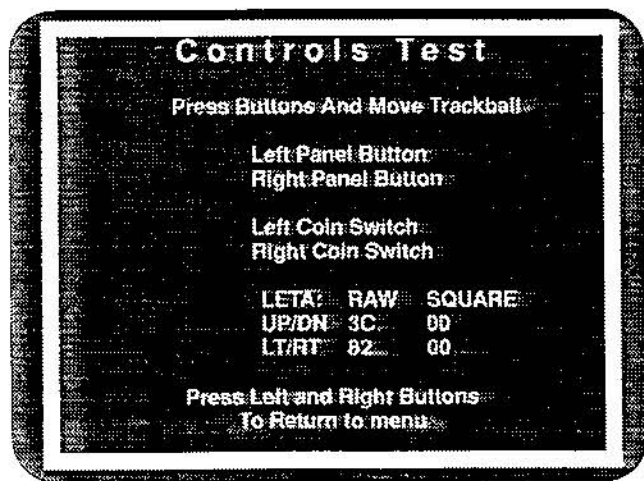 Controls Test
Press Buttons And Move Trackball
Left Panel Button
Right Panel Button
Left Coin Switch
Right Coin Switch
LETA: RAW SQUARE
UP/DN 3C 00
LT/RT 82 00
Press Left and Right Buttons
To Return to menu